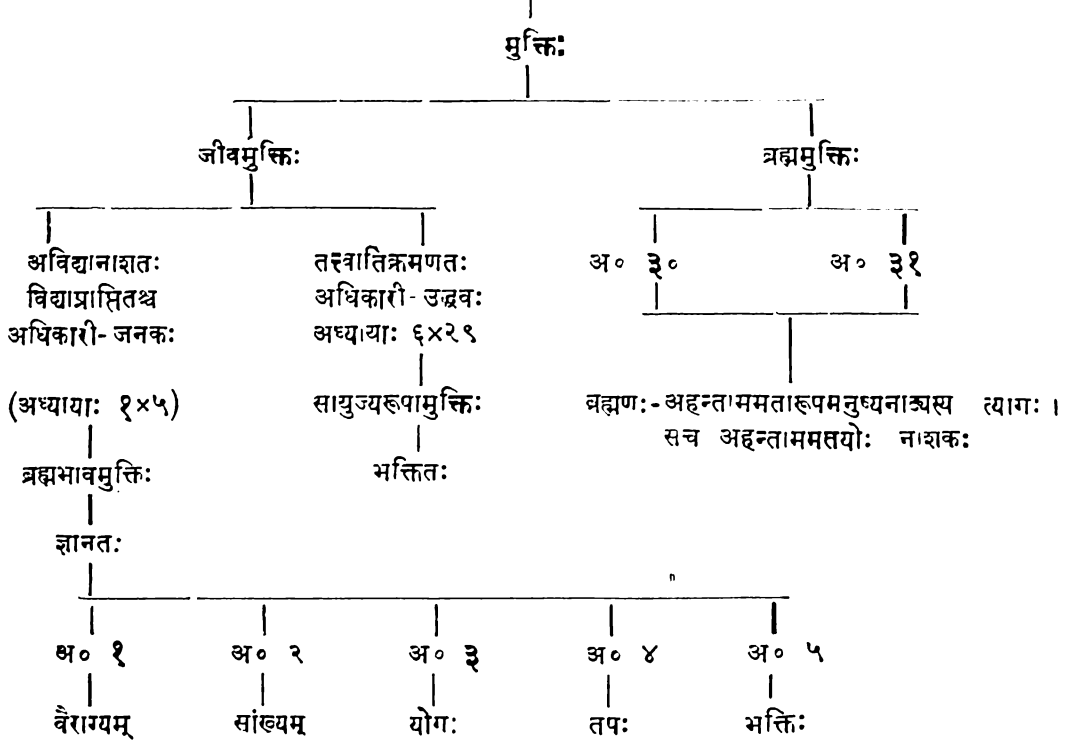 मुक्तिः
जीवमुक्तिः ब्रह्ममुक्तिः
अविद्यानाशतः तत्त्वातिक्रमणतः अ० ३० अ० ३१
विद्याप्राप्तितश्च अधिकारी-उद्धवः
अधिकारी-जनकः अध्यायाः ६×२९
(अध्यायाः १×५) सायुज्यरूपामुक्तिः ब्रह्मणः-अहन्ताममतारूपमनुष्यनाट्यस्य त्यागः ।
सच अहन्ताममतयोः नाशकः
ब्रह्मभावमुक्तिः भक्तितः
ज्ञानतः
अ० १ अ० २ अ० ३ अ० ४ अ० ५
वैराग्यम् सांख्यम् योगः तपः भक्तिः